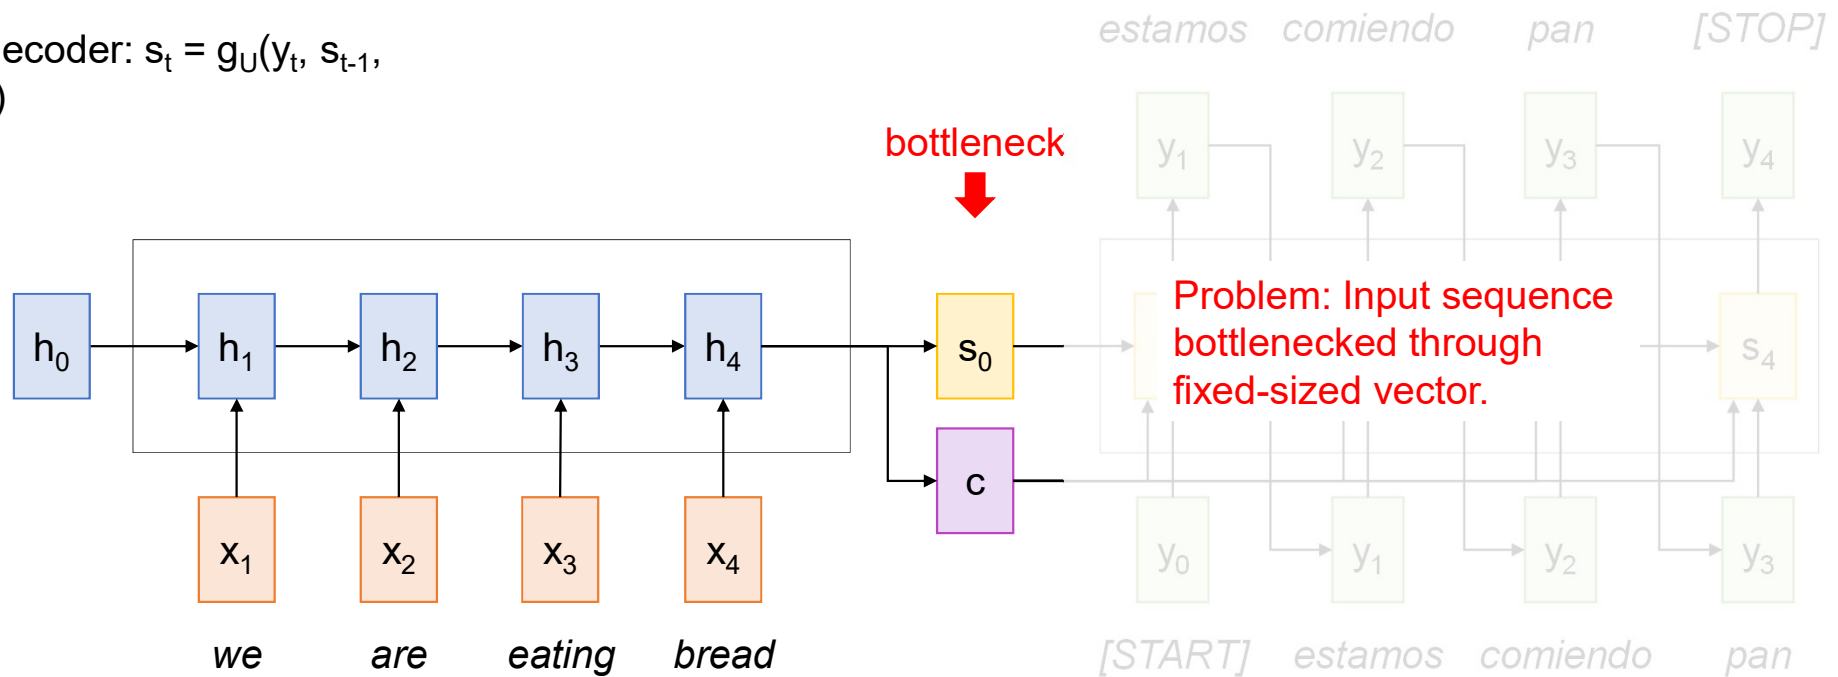 ecoder: sₜ = g_U(yₜ, sₜ₋₁,
)
estamos comiendo pan [STOP]
bottleneck
y₁ y₂ y₃ y₄
Problem: Input sequence
bottlenecked through
fixed-sized vector.
h₀ h₁ h₂ h₃ h₄ s₀ s₄
c
x₁ x₂ x₃ x₄ y₀ y₁ y₂ y₃
we are eating bread [START] estamos comiendo pan